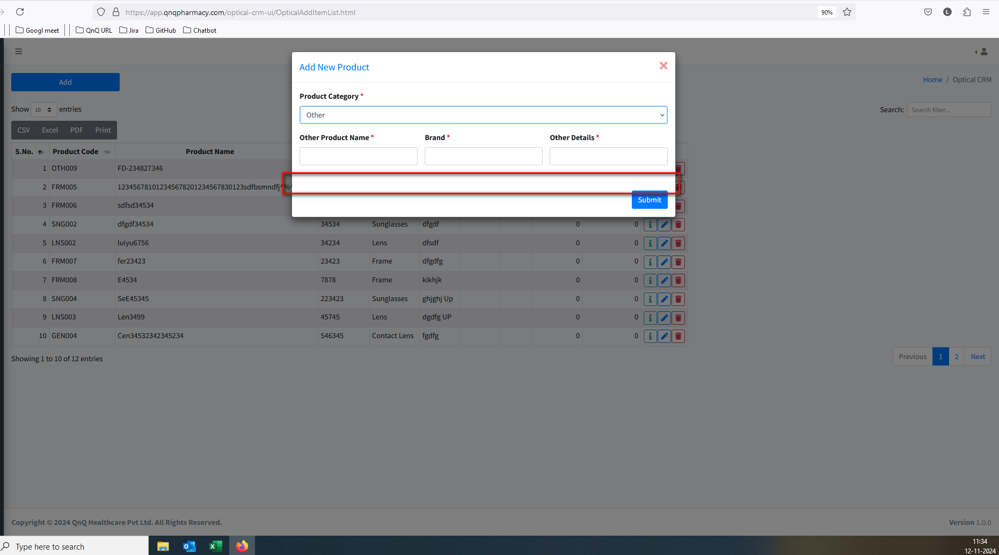 https://app.qnqpharmacy.com/optical-crm-ui/OpticalAddItemList.html 90% L
Googl meet QnQ URL Jira GitHub Chatbot
Add New Product
Add
Home / Optical CRM
Product Category *
Show 10 entries
Search: Search filter...
Other
CSV Excel PDF Print
Other Product Name * Brand * Other Details *
S.No. Product Code Product Name
1 OTH009 FD-234827346
2 FRM005 123456781012345678201234567830123sdfbsmndfj^%^
3 FRM006 sdfsd34534
Submit
4 SNG002 dfgdf34534 34534 Sunglasses dfgdf 0 0
5 LNS002 luiyu6756 34234 Lens dfsdf 0 0
6 FRM007 fer23423 23423 Frame dfgdfg 0 0
7 FRM008 E4534 7878 Frame kikhjk 0 0
8 SNG004 SeE45345 223423 Sunglasses ghjghj Up 0 0
9 LNS003 Len3499 45745 Lens dgdfg UP 0 0
10 GEN004 Cen34532342345234 546345 Contact Lens fgdfg 0 0
Showing 1 to 10 of 12 entries
Previous 1 2 Next
Copyright © 2024 QnQ Healthcare Pvt Ltd. All Rights Reserved.
Version 1.0.0
Type here to search
11:34
12-11-2024